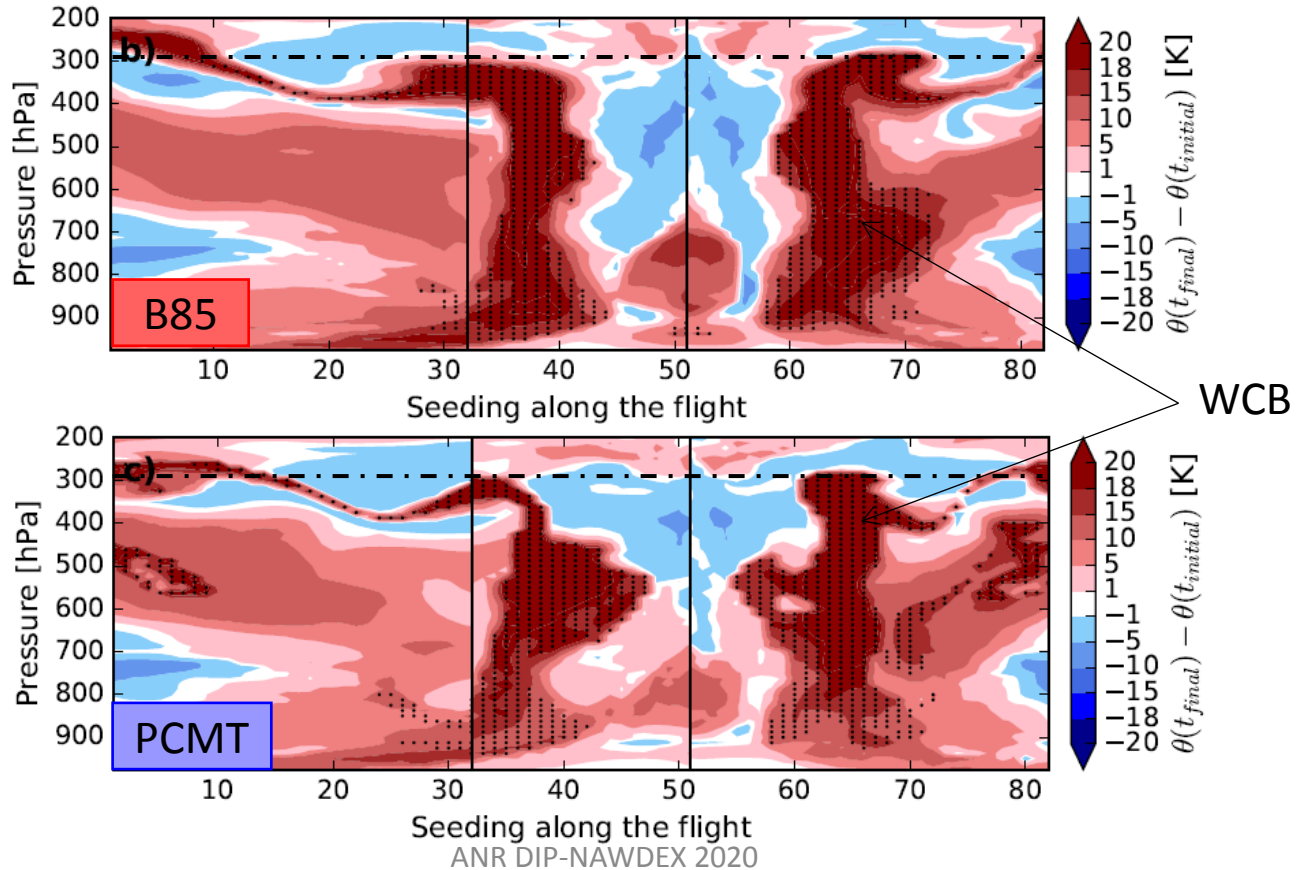 b)
Pressure [hPa]
200
300
400
500
600
700
800
900
B85
10 20 30 40 50 60 70 80
Seeding along the flight
20
18
15
10
5
1
−1
−5
−10
−15
−18
−20
θ(t_final) − θ(t_initial) [K]
WCB
c)
Pressure [hPa]
200
300
400
500
600
700
800
900
PCMT
10 20 30 40 50 60 70 80
Seeding along the flight
20
18
15
10
5
1
−1
−5
−10
−15
−18
−20
θ(t_final) − θ(t_initial) [K]
ANR DIP-NAWDEX 2020